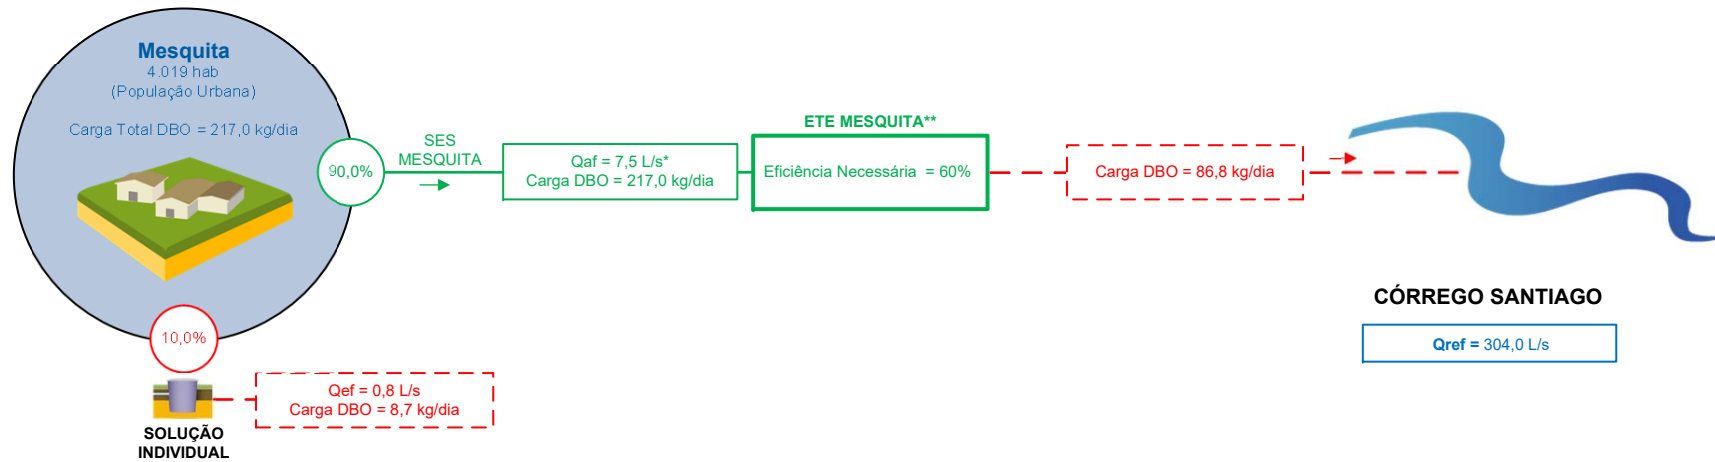 Mesquita
4.019 hab
(População Urbana)
Carga Total DBO = 217,0 kg/dia
90,0%
SES
MESQUITA
Qaf = 7,5 L/s*
Carga DBO = 217,0 kg/dia
ETE MESQUITA**
Eficiência Necessária = 60%
Carga DBO = 86,8 kg/dia
CÓRREGO SANTIAGO
Qref = 304,0 L/s
10,0%
Qef = 0,8 L/s
Carga DBO = 8,7 kg/dia
SOLUÇÃO
INDIVIDUAL